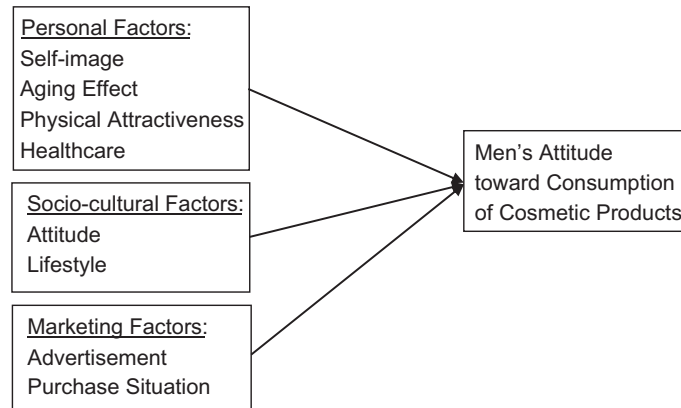 Personal Factors:
Self-image
Aging Effect
Physical Attractiveness
Healthcare
Socio-cultural Factors:
Attitude
Lifestyle
Marketing Factors:
Advertisement
Purchase Situation
Men's Attitude
toward Consumption
of Cosmetic Products